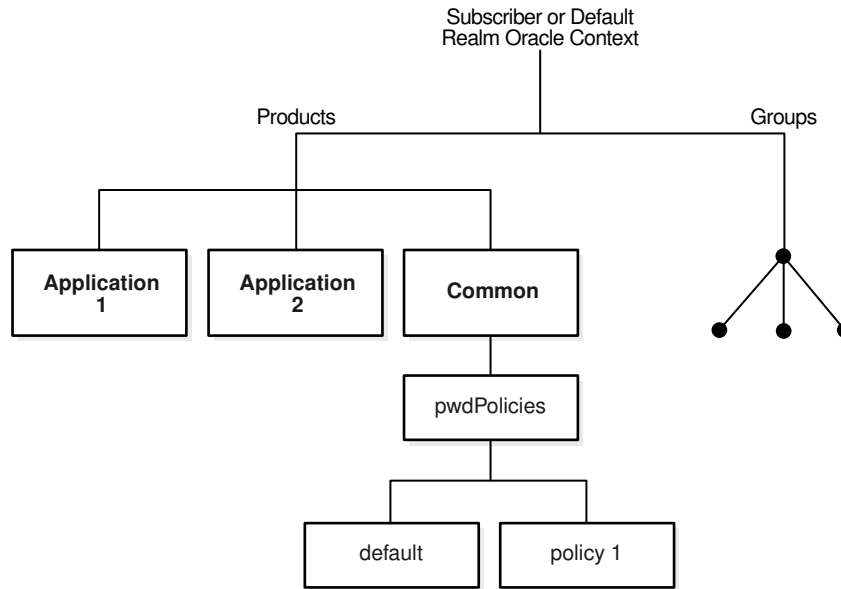 Subscriber or Default
Realm Oracle Context
Products
Groups
Application
1
Application
2
Common
pwdPolicies
default
policy 1